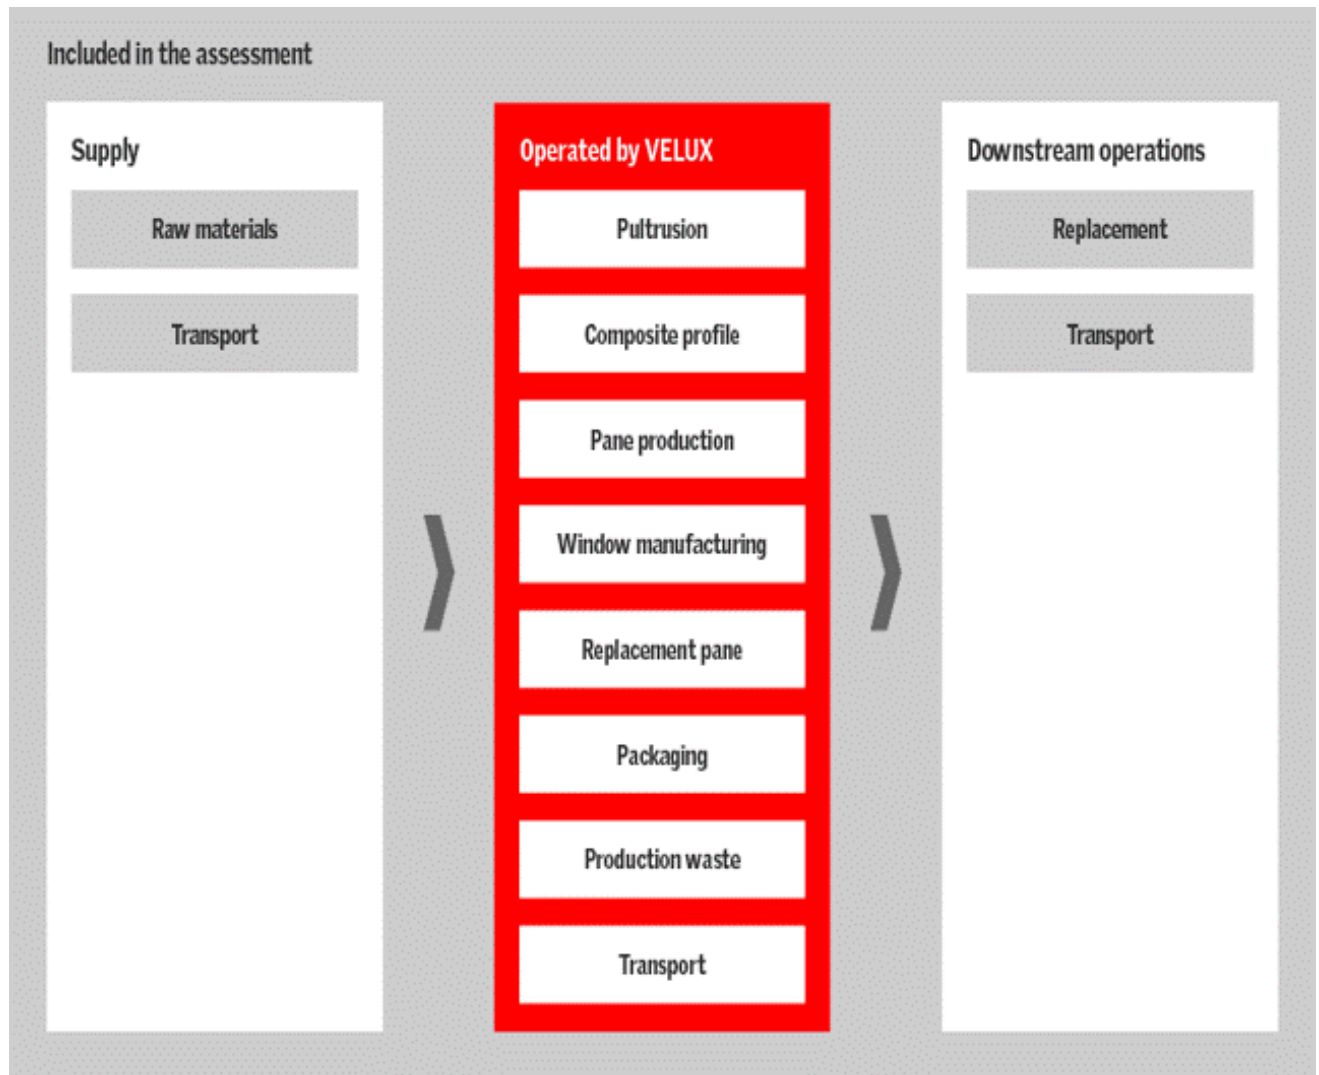 Included in the assessment
Supply
Raw materials
Transport
Operated by VELUX
Pultrusion
Composite profile
Pane production
Window manufacturing
Replacement pane
Packaging
Production waste
Transport
Downstream operations
Replacement
Transport